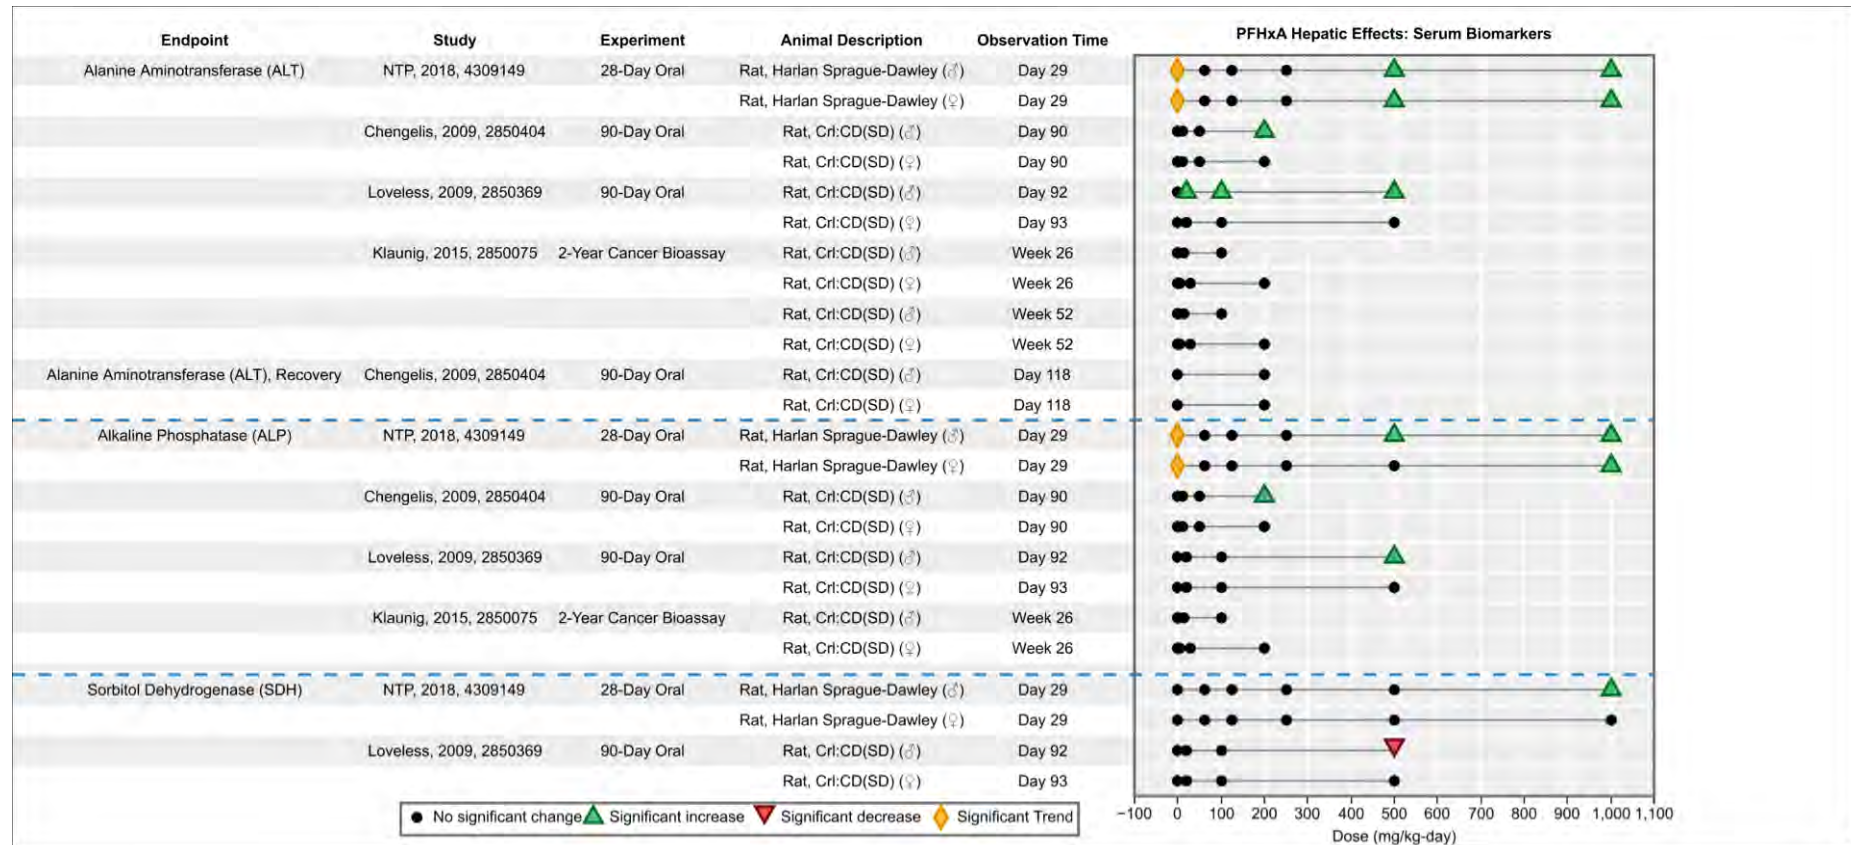 Endpoint Study Experiment Animal Description Observation Time PFHxA Hepatic Effects: Serum Biomarkers
Alanine Aminotransferase (ALT) NTP, 2018, 4309149 28-Day Oral Rat, Harlan Sprague-Dawley (♂) Day 29
Rat, Harlan Sprague-Dawley (♀) Day 29
Chengelis, 2009, 2850404 90-Day Oral Rat, Crl:CD(SD) (♂) Day 90
Rat, Crl:CD(SD) (♀) Day 90
Loveless, 2009, 2850369 90-Day Oral Rat, Crl:CD(SD) (♂) Day 92
Rat, Crl:CD(SD) (♀) Day 93
Klaunig, 2015, 2850075 2-Year Cancer Bioassay Rat, Crl:CD(SD) (♂) Week 26
Rat, Crl:CD(SD) (♀) Week 26
Rat, Crl:CD(SD) (♂) Week 52
Rat, Crl:CD(SD) (♀) Week 52
Alanine Aminotransferase (ALT), Recovery Chengelis, 2009, 2850404 90-Day Oral Rat, Crl:CD(SD) (♂) Day 118
Rat, Crl:CD(SD) (♀) Day 118
Alkaline Phosphatase (ALP) NTP, 2018, 4309149 28-Day Oral Rat, Harlan Sprague-Dawley (♂) Day 29
Rat, Harlan Sprague-Dawley (♀) Day 29
Chengelis, 2009, 2850404 90-Day Oral Rat, Crl:CD(SD) (♂) Day 90
Rat, Crl:CD(SD) (♀) Day 90
Loveless, 2009, 2850369 90-Day Oral Rat, Crl:CD(SD) (♂) Day 92
Rat, Crl:CD(SD) (♀) Day 93
Klaunig, 2015, 2850075 2-Year Cancer Bioassay Rat, Crl:CD(SD) (♂) Week 26
Rat, Crl:CD(SD) (♀) Week 26
Sorbitol Dehydrogenase (SDH) NTP, 2018, 4309149 28-Day Oral Rat, Harlan Sprague-Dawley (♂) Day 29
Rat, Harlan Sprague-Dawley (♀) Day 29
Loveless, 2009, 2850369 90-Day Oral Rat, Crl:CD(SD) (♂) Day 92
Rat, Crl:CD(SD) (♀) Day 93
No significant change Significant increase Significant decrease Significant Trend
−100 0 100 200 300 400 500 600 700 800 900 1,000 1,100
Dose (mg/kg-day)